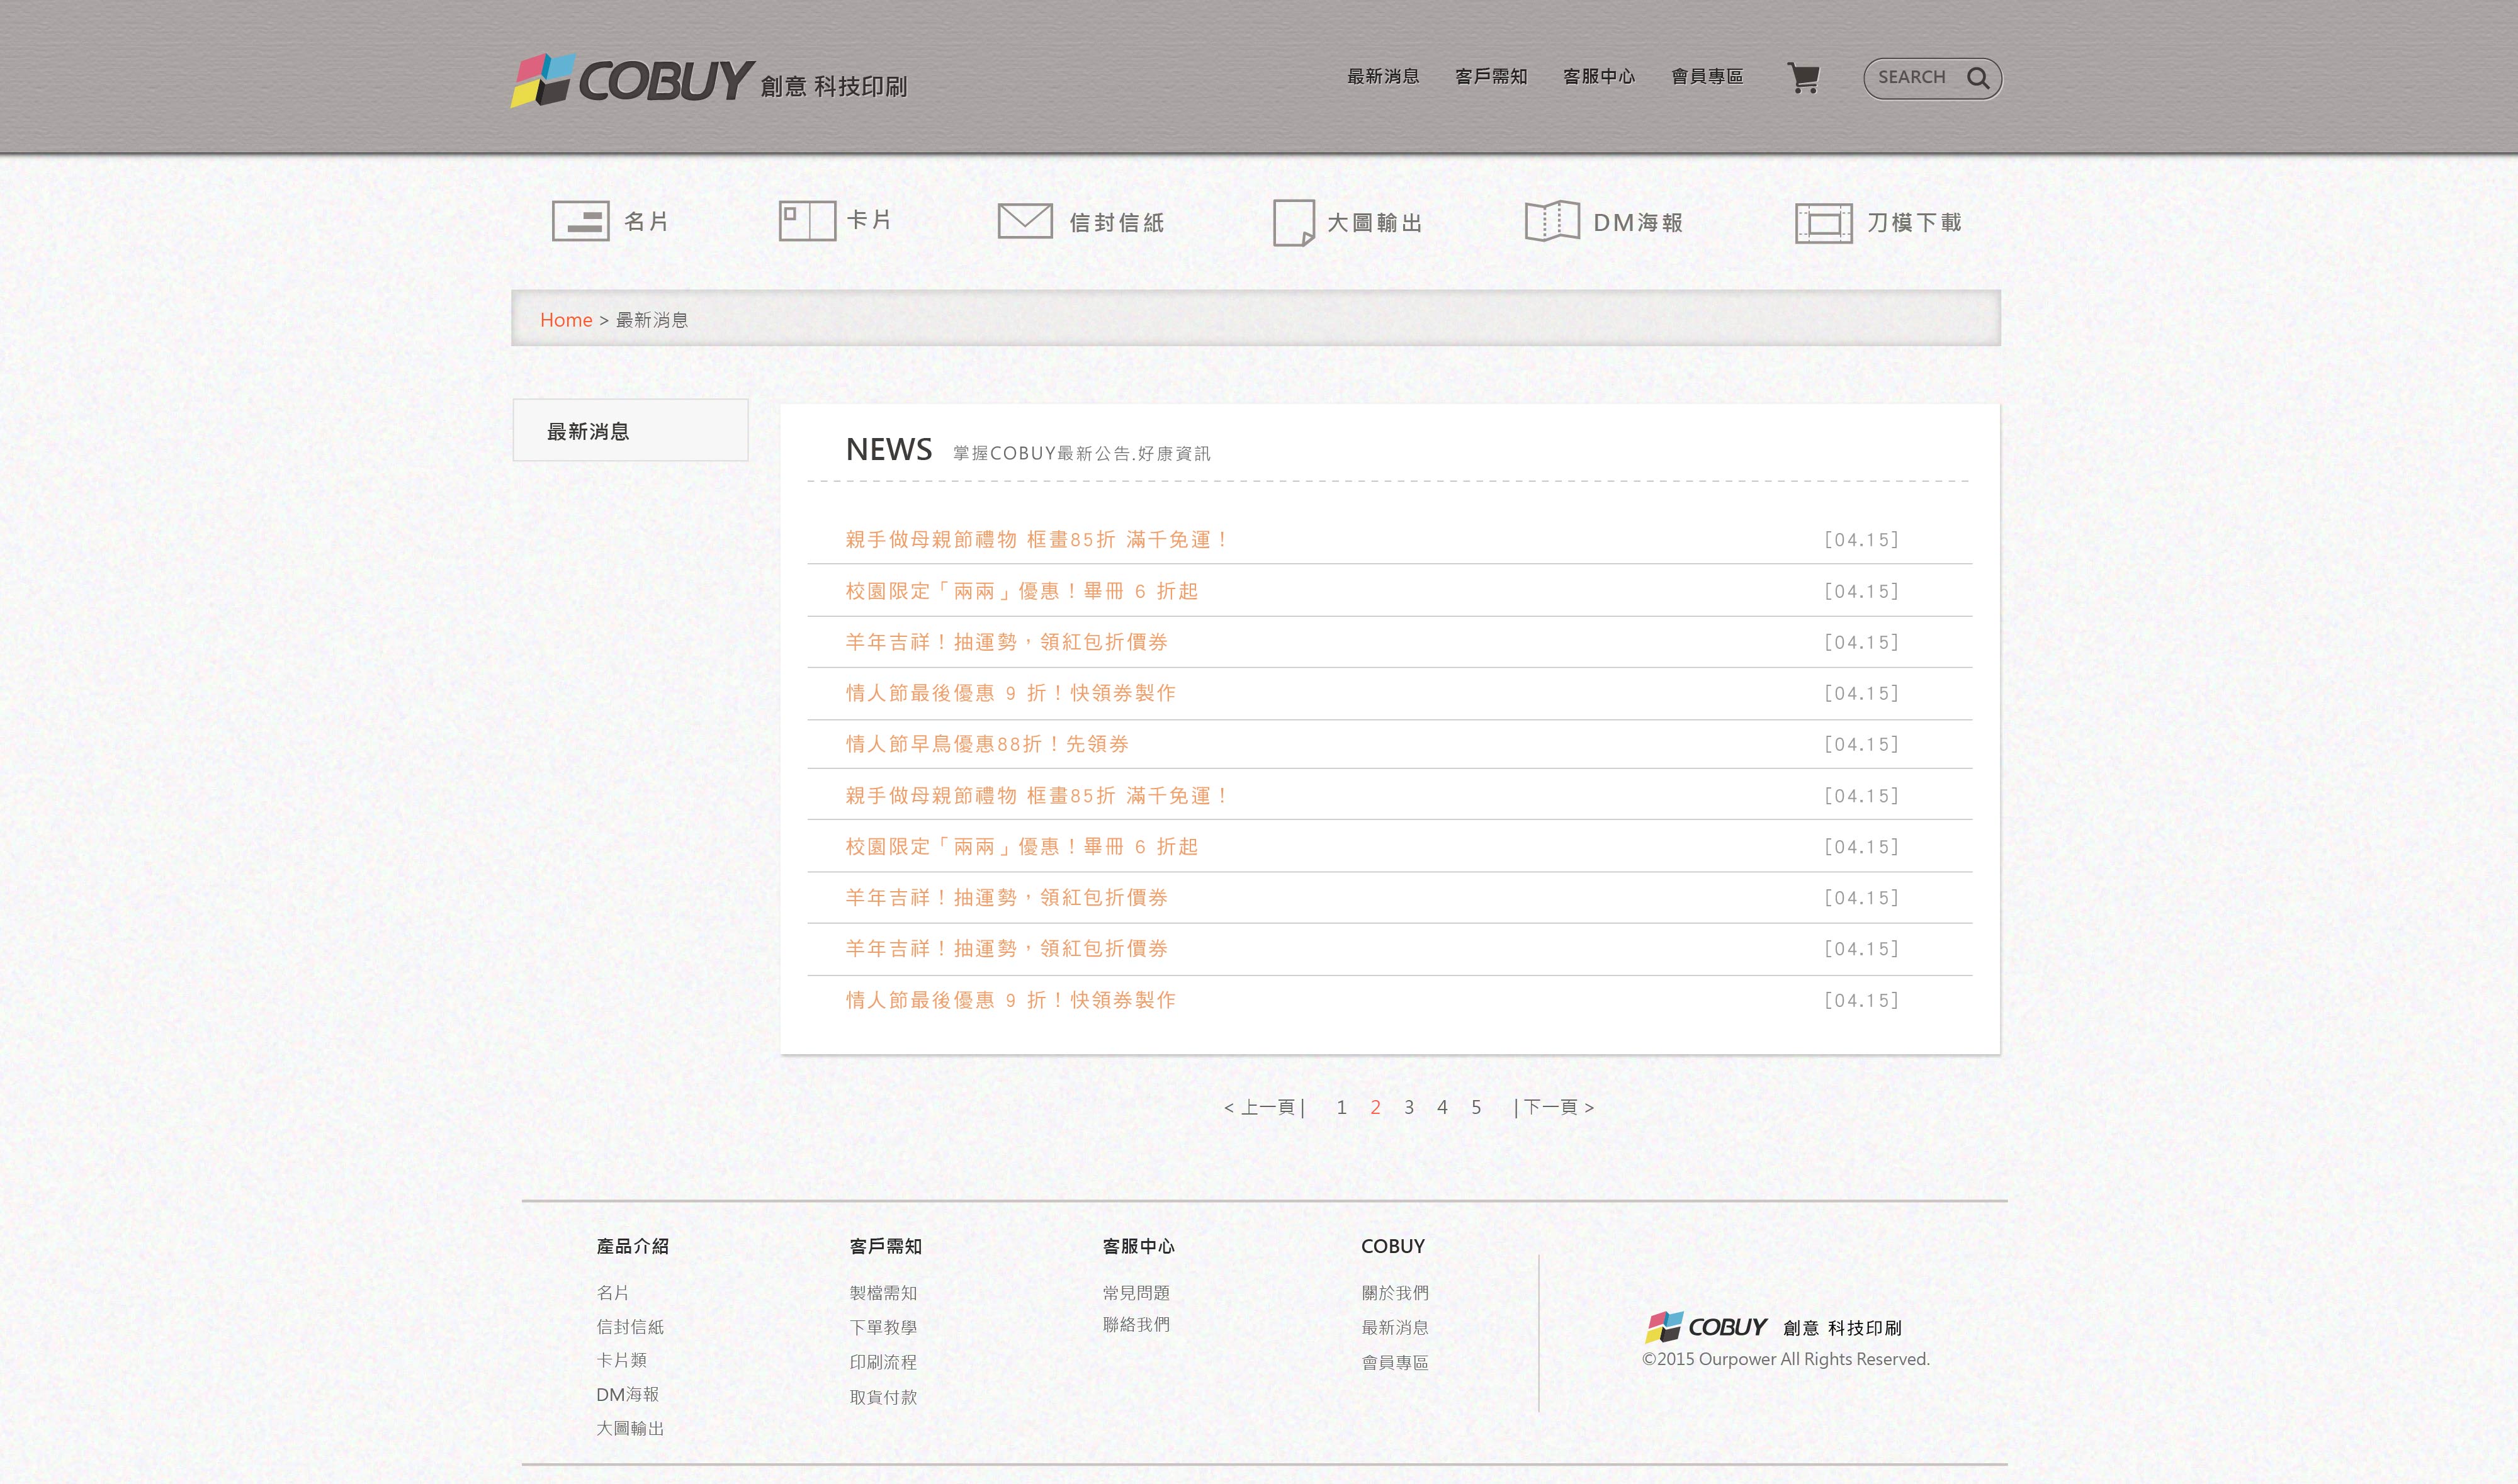 COBUY 創意 科技印刷
最新消息 客戶需知 客服中心 會員專區 SEARCH
名片 卡片 信封信紙 大圖輸出 DM海報 刀模下載
Home > 最新消息
最新消息
NEWS 掌握COBUY最新公告.好康資訊
親手做母親節禮物 框畫85折 滿千免運！ [04.15]
校園限定「兩兩」優惠！畢冊 6 折起 [04.15]
羊年吉祥！抽運勢，領紅包折價券 [04.15]
情人節最後優惠 9 折！快領券製作 [04.15]
情人節早鳥優惠88折！先領券 [04.15]
親手做母親節禮物 框畫85折 滿千免運！ [04.15]
校園限定「兩兩」優惠！畢冊 6 折起 [04.15]
羊年吉祥！抽運勢，領紅包折價券 [04.15]
羊年吉祥！抽運勢，領紅包折價券 [04.15]
情人節最後優惠 9 折！快領券製作 [04.15]
< 上一頁 | 1 2 3 4 5 | 下一頁 >
產品介紹
名片
信封信紙
卡片類
DM海報
大圖輸出
客戶需知
製檔需知
下單教學
印刷流程
取貨付款
客服中心
常見問題
聯絡我們
COBUY
關於我們
最新消息
會員專區
COBUY 創意 科技印刷
©2015 Ourpower All Rights Reserved.